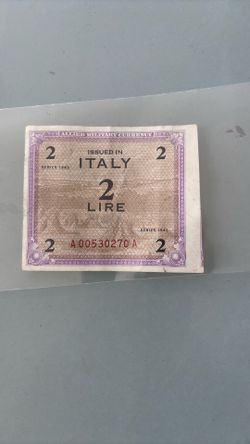 ALLIED MILITARY CURRENCY
ISSUED IN
2 2
ITALY
SERIES 1943
2
LIRE
SERIES 1943
2 A 00530270 A 2